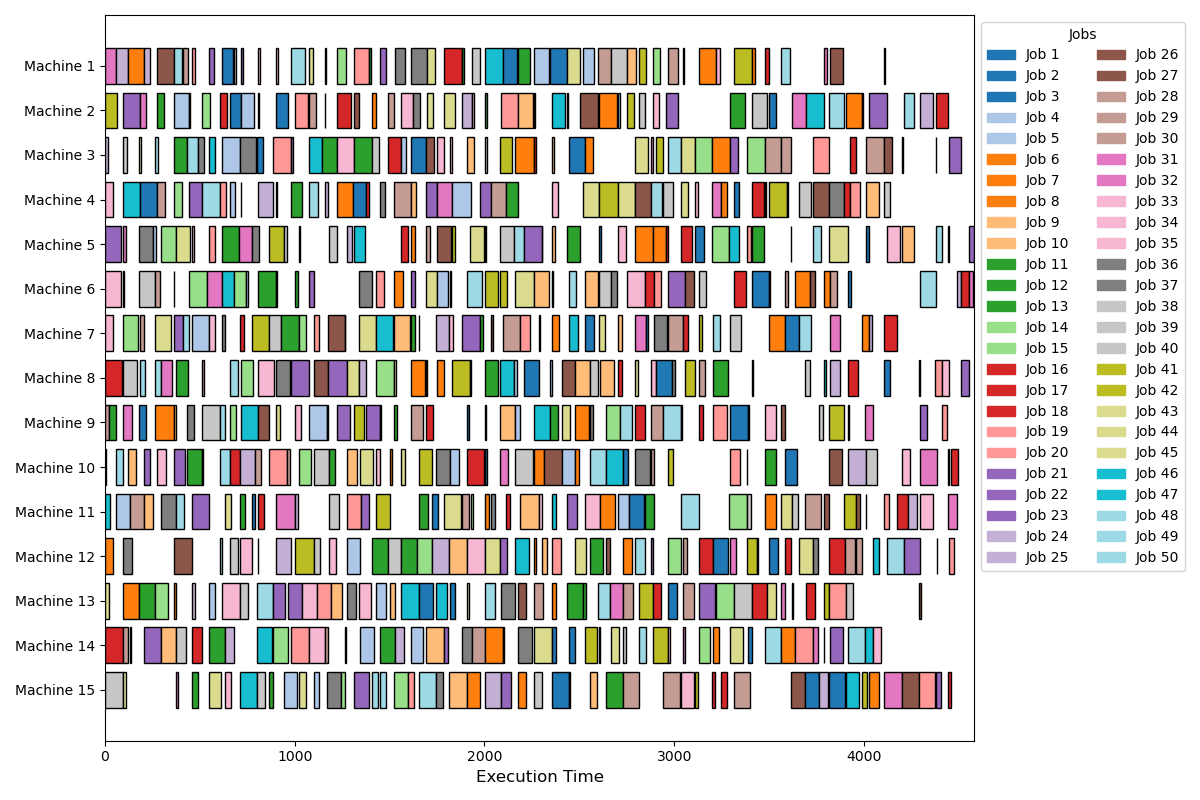 Machine 1
Machine 2
Machine 3
Machine 4
Machine 5
Machine 6
Machine 7
Machine 8
Machine 9
Machine 10
Machine 11
Machine 12
Machine 13
Machine 14
Machine 15
0 1000 2000 3000 4000
Execution Time
Jobs
Job 1
Job 2
Job 3
Job 4
Job 5
Job 6
Job 7
Job 8
Job 9
Job 10
Job 11
Job 12
Job 13
Job 14
Job 15
Job 16
Job 17
Job 18
Job 19
Job 20
Job 21
Job 22
Job 23
Job 24
Job 25
Job 26
Job 27
Job 28
Job 29
Job 30
Job 31
Job 32
Job 33
Job 34
Job 35
Job 36
Job 37
Job 38
Job 39
Job 40
Job 41
Job 42
Job 43
Job 44
Job 45
Job 46
Job 47
Job 48
Job 49
Job 50